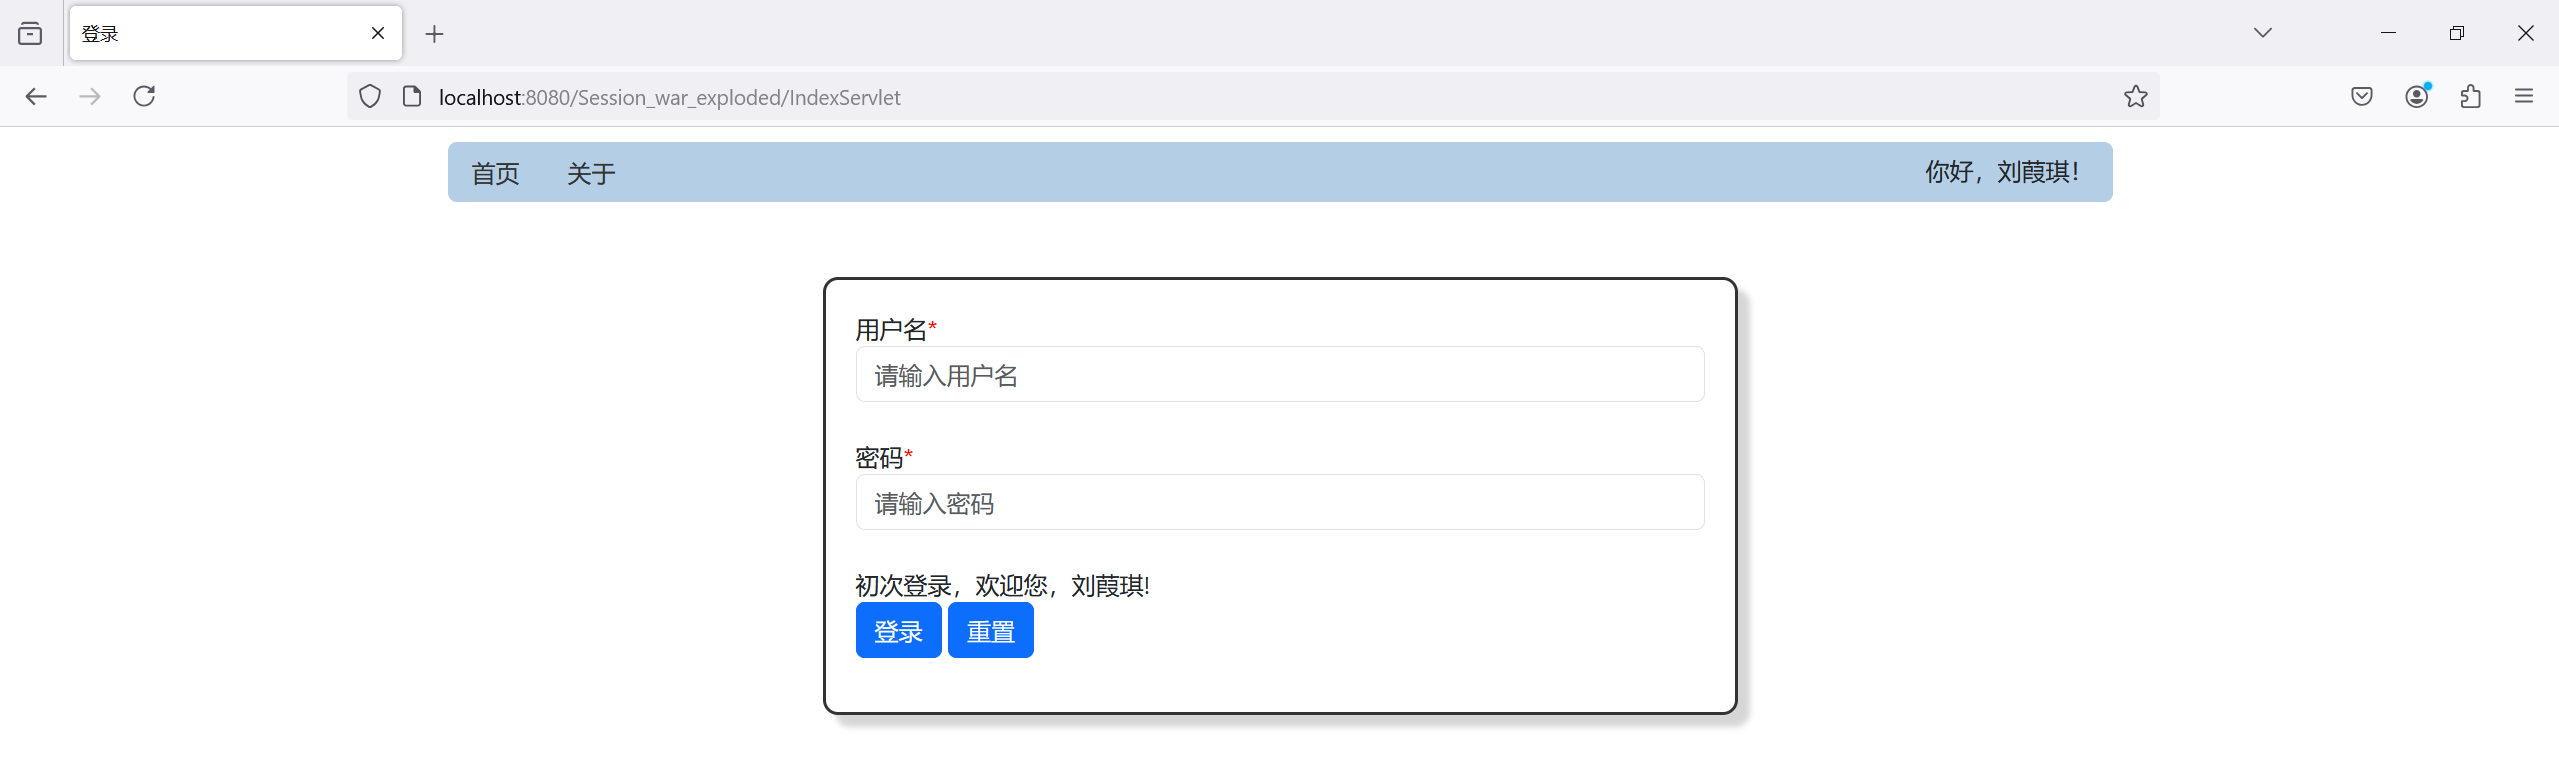 登录
localhost:8080/Session_war_exploded/IndexServlet
首页 关于 你好，刘葭琪！
用户名*
请输入用户名
密码*
请输入密码
初次登录，欢迎您，刘葭琪!
登录 重置